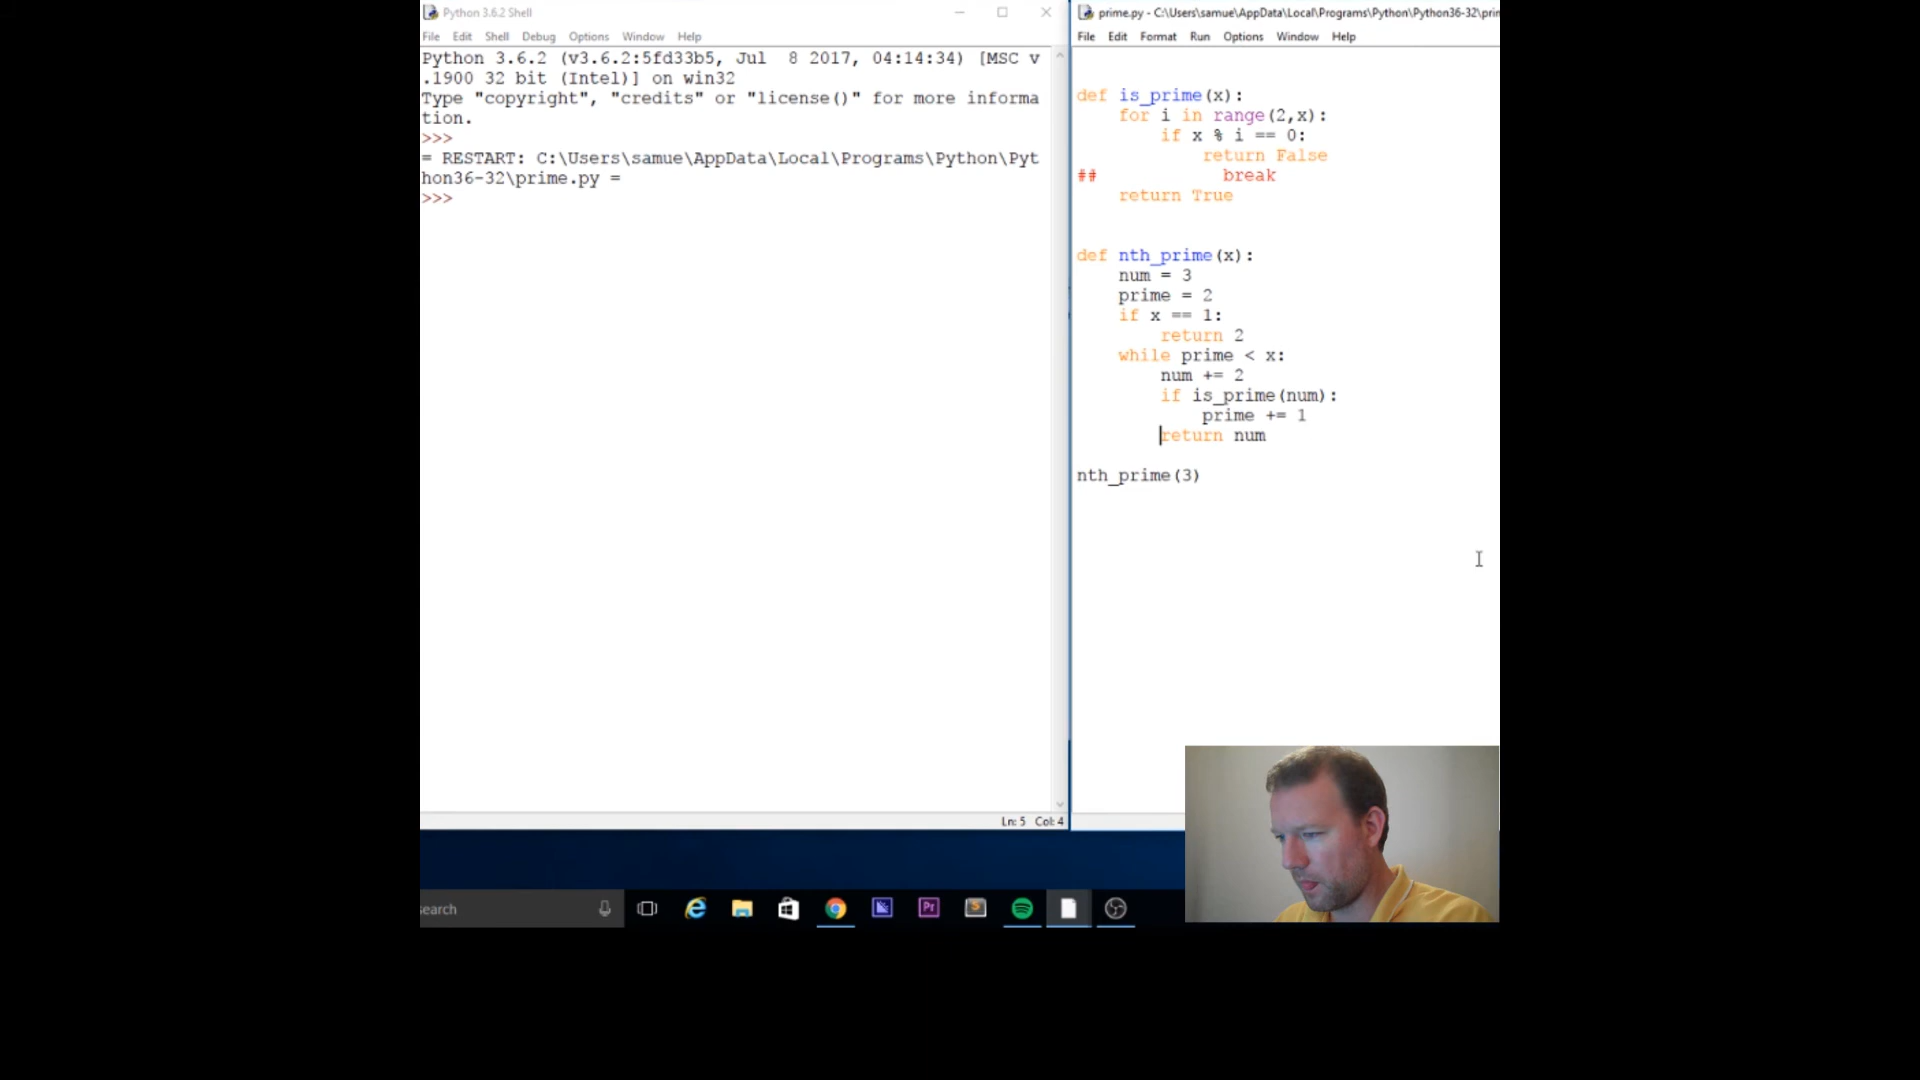 Python 3.6.2 Shell
File Edit Shell Debug Options Window Help
Python 3.6.2 (v3.6.2:5fd33b5, Jul  8 2017, 04:14:34) [MSC v
.1900 32 bit (Intel)] on win32
Type "copyright", "credits" or "license()" for more informa
tion.
>>>
= RESTART: C:\Users\samue\AppData\Local\Programs\Python\Pyt
hon36-32\prime.py =
>>>
Ln: 5 Col: 4
prime.py - C:\Users\samue\AppData\Local\Programs\Python\Python36-32\prin
File Edit Format Run Options Window Help
def is_prime(x):
    for i in range(2,x):
        if x % i == 0:
            return False
##            break
    return True
def nth_prime(x):
    num = 3
    prime = 2
    if x == 1:
        return 2
    while prime < x:
        num += 2
        if is_prime(num):
            prime += 1
        return num
nth_prime(3)
earch
Pr
S